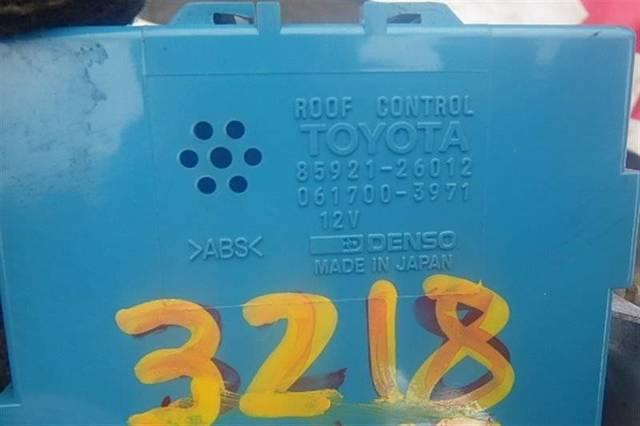 ROOF CONTROL
TOYOTA
85921-26012
061700-3971
12V
>ABS<
DENSO
MADE IN JAPAN
3218